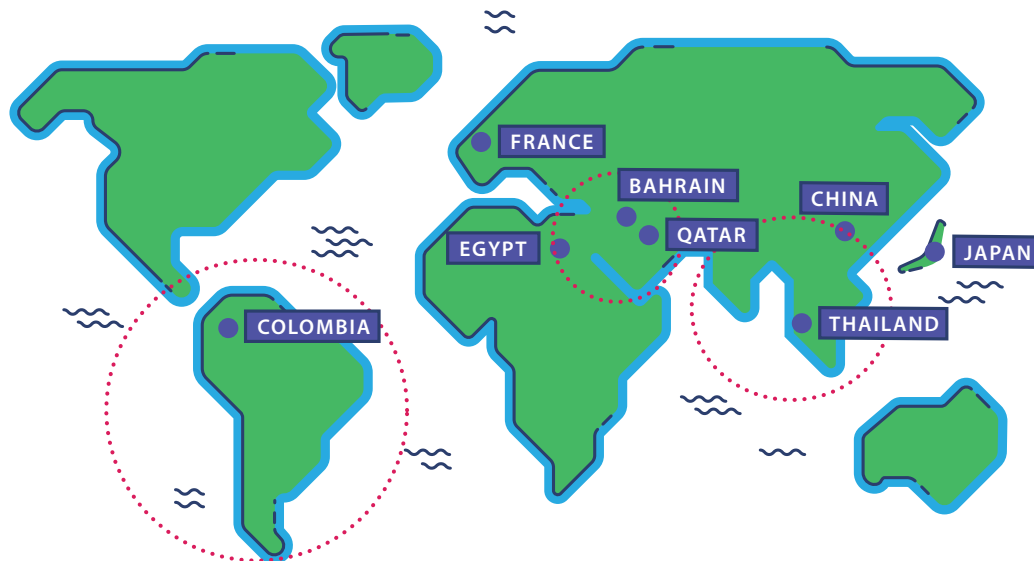 FRANCE
BAHRAIN
CHINA
EGYPT
QATAR
JAPAN
COLOMBIA
THAILAND